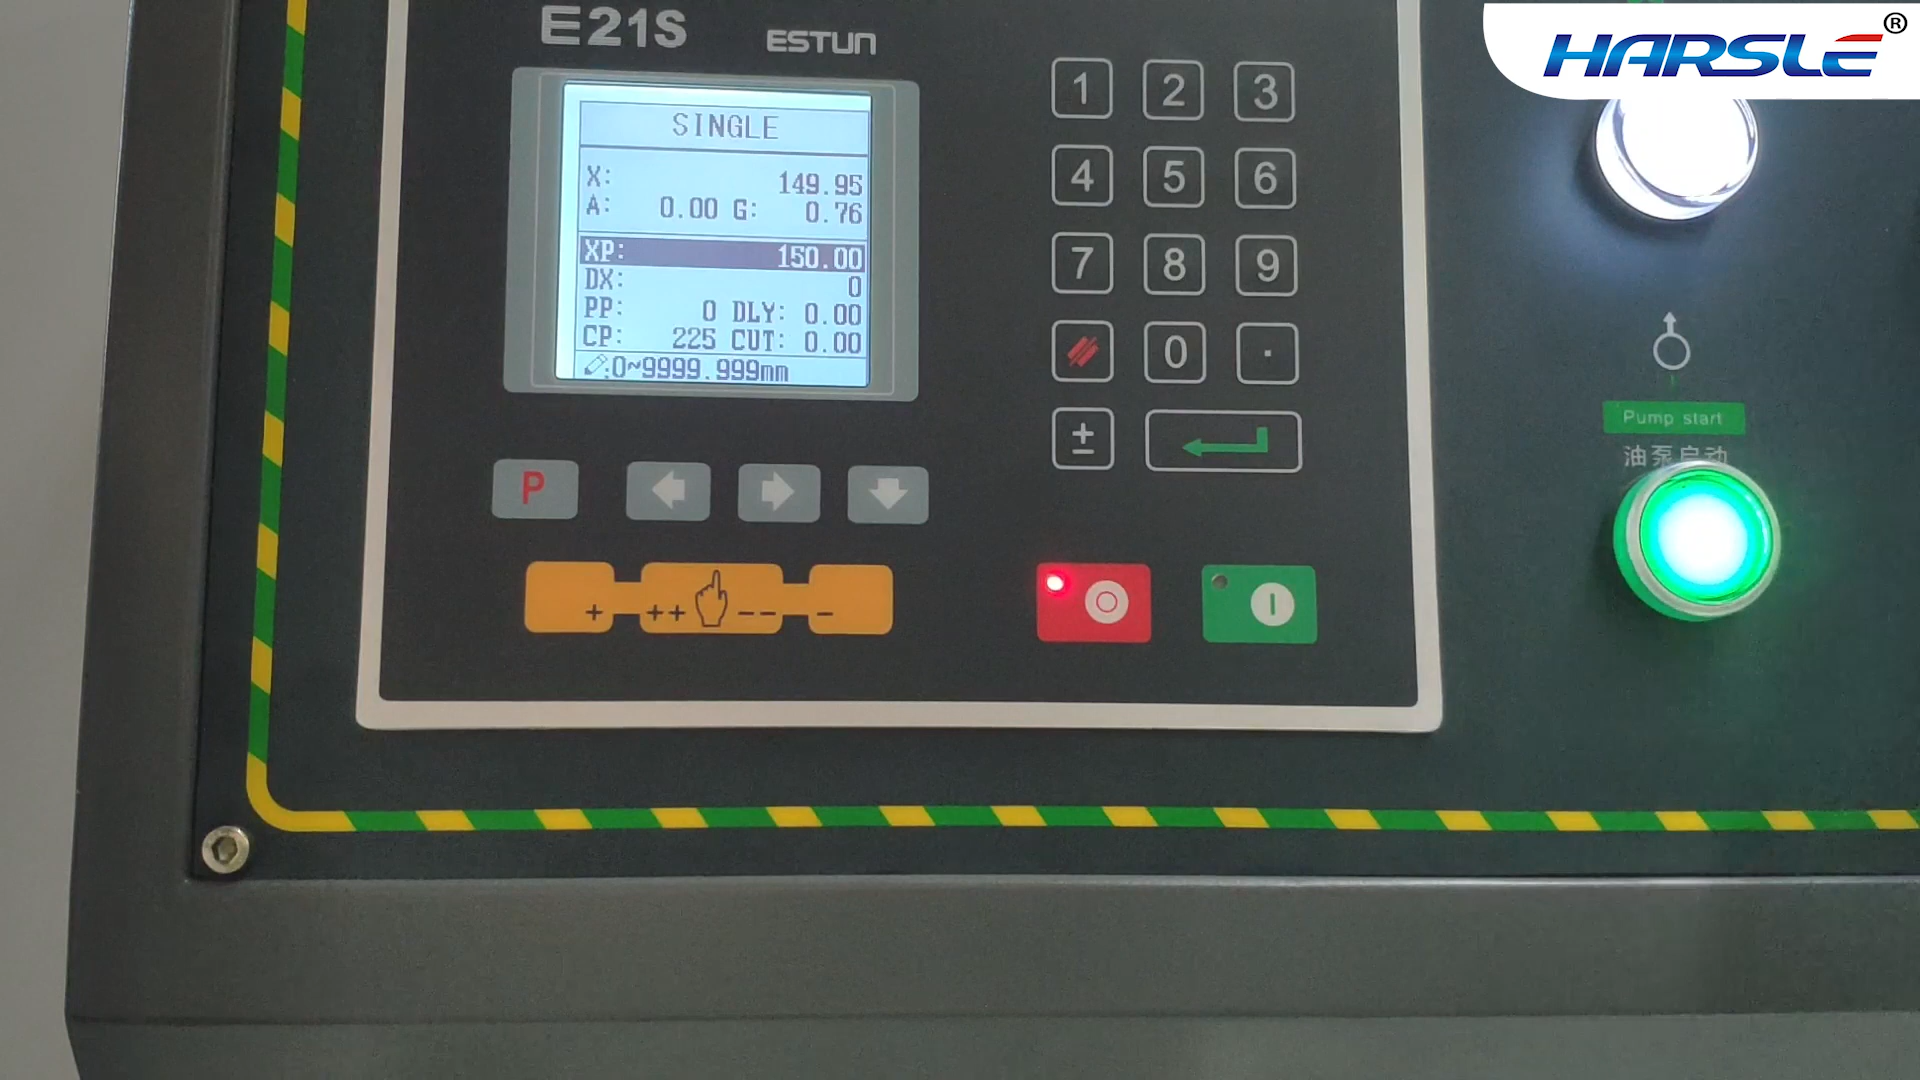 HARSLE®
E21S ESTUN
SINGLE
X: 149.95
A: 0.00 G: 0.76
XP: 150.00
DX: 0
PP: 0 DLY: 0.00
CP: 225 CUT: 0.00
:0~9999.999mm
1 2 3
4 5 6
7 8 9
0 .
±
P
+ ++ -- -
Pump start
油泵启动